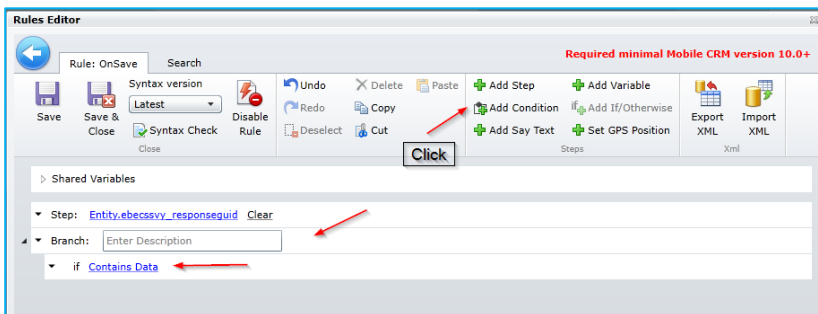 Rules Editor
Rule: OnSave Search Required minimal Mobile CRM version 10.0+
Syntax version Undo Delete Paste Add Step Add Variable
Latest Redo Copy Add Condition if Add If/Otherwise
Save Save & Close Syntax Check Disable Rule Deselect Cut Add Say Text Set GPS Position Export XML Import XML
Close Click Steps Xml
Shared Variables
Step: Entity.ebecssvy_responseguid Clear
Branch: Enter Description
if Contains Data